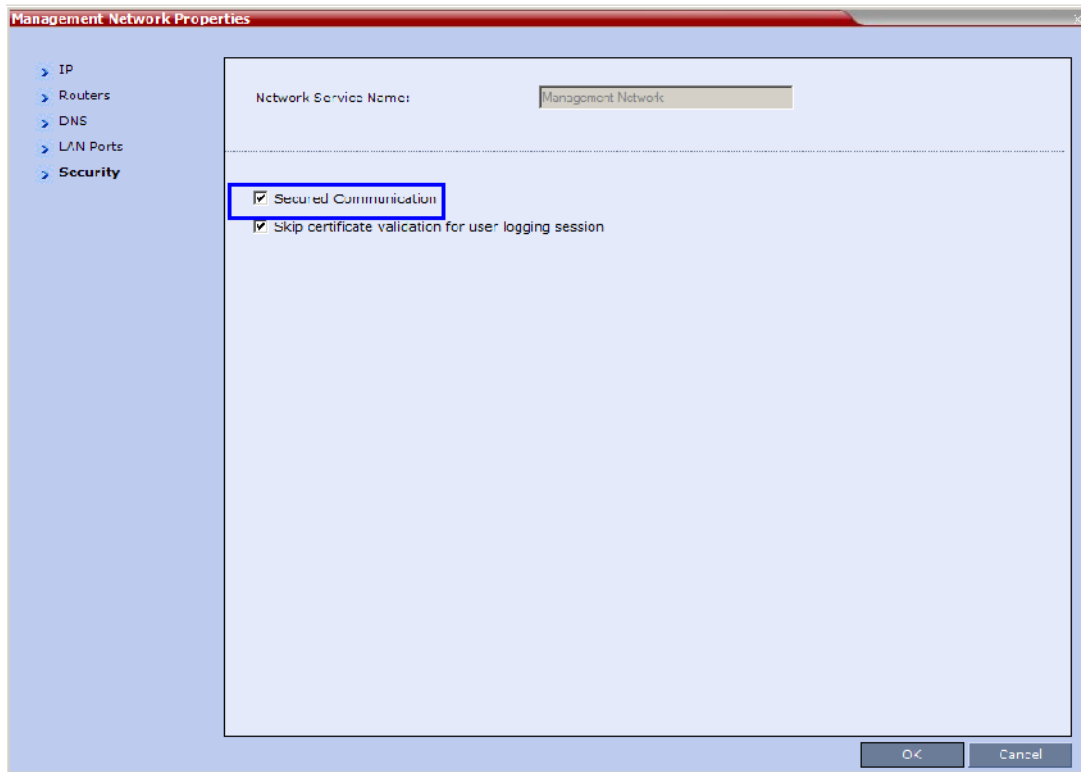 Management Network Properties
IP
Routers
DNS
LAN Ports
Security
Network Service Name:
Management Network
Secured Communication
Skip certificate valication for user logging session
OK
Cancel